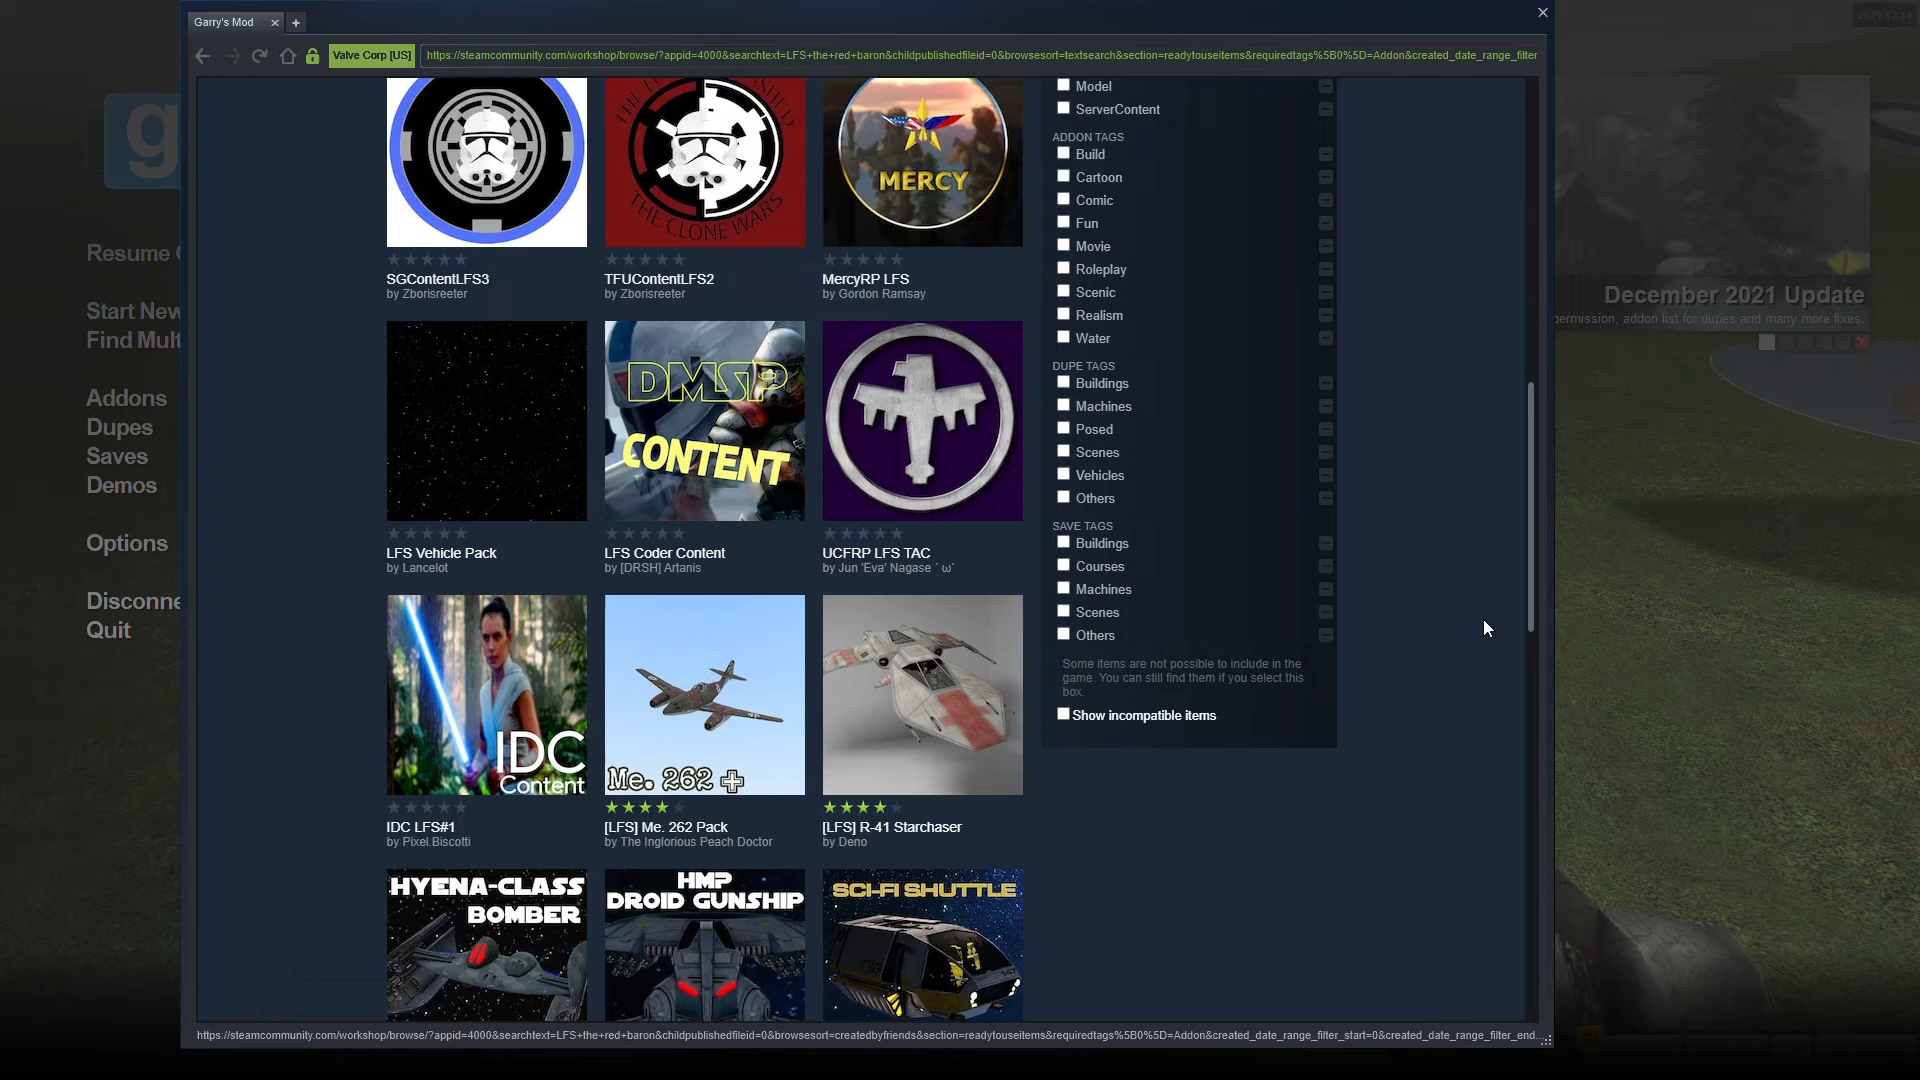 Garry's Mod
Valve Corp [US]
https://steamcommunity.com/workshop/browse/?appid=4000&searchtext=LFS+the+red+baron&childpublishedfileid=0&browsesort=textsearch&section=readytouseitems&requiredtags%5B0%5D=Addon&created_date_range_filter
g
Resume
Start New
Find Mult
Addons
Dupes
Saves
Demos
Options
Disconne
Quit
THE CLONE WARS
MERCY
SGContentLFS3
by Zborisreeter
TFUContentLFS2
by Zborisreeter
MercyRP LFS
by Gordon Ramsay
DMSP
CONTENT
LFS Vehicle Pack
by Lancelot
LFS Coder Content
by [DRSH] Artanis
UCFRP LFS TAC
by Jun 'Eva' Nagase ´ ω`
IDC
Content
Me. 262 +
IDC LFS#1
by Pixel.Biscotti
[LFS] Me. 262 Pack
by The Inglorious Peach Doctor
[LFS] R-41 Starchaser
by Deno
HYENA-CLASS
BOMBER
HMP
DROID GUNSHIP
SCI-FI SHUTTLE
Model
ServerContent
ADDON TAGS
Build
Cartoon
Comic
Fun
Movie
Roleplay
Scenic
Realism
Water
DUPE TAGS
Buildings
Machines
Posed
Scenes
Vehicles
Others
SAVE TAGS
Buildings
Courses
Machines
Scenes
Others
Some items are not possible to include in the
game. You can still find them if you select this
box.
Show incompatible items
December 2021 Update
permission, addon list for dupes and many more fixes.
https://steamcommunity.com/workshop/browse/?appid=4000&searchtext=LFS+the+red+baron&childpublishedfileid=0&browsesort=createdbyfriends&section=readytouseitems&requiredtags%5B0%5D=Addon&created_date_range_filter_start=0&created_date_range_filter_end...